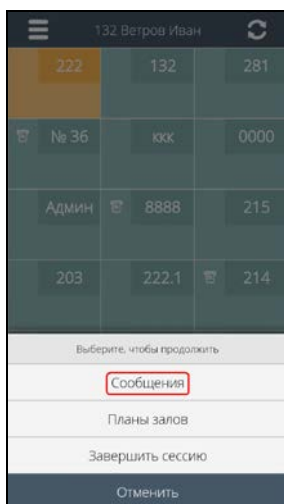 132 Ветров Иван
222 132 281
№ 36 ккк 0000
Админ 8888 215
203 222.1 214
Выберите, чтобы продолжить
Сообщения
Планы залов
Завершить сессию
Отменить